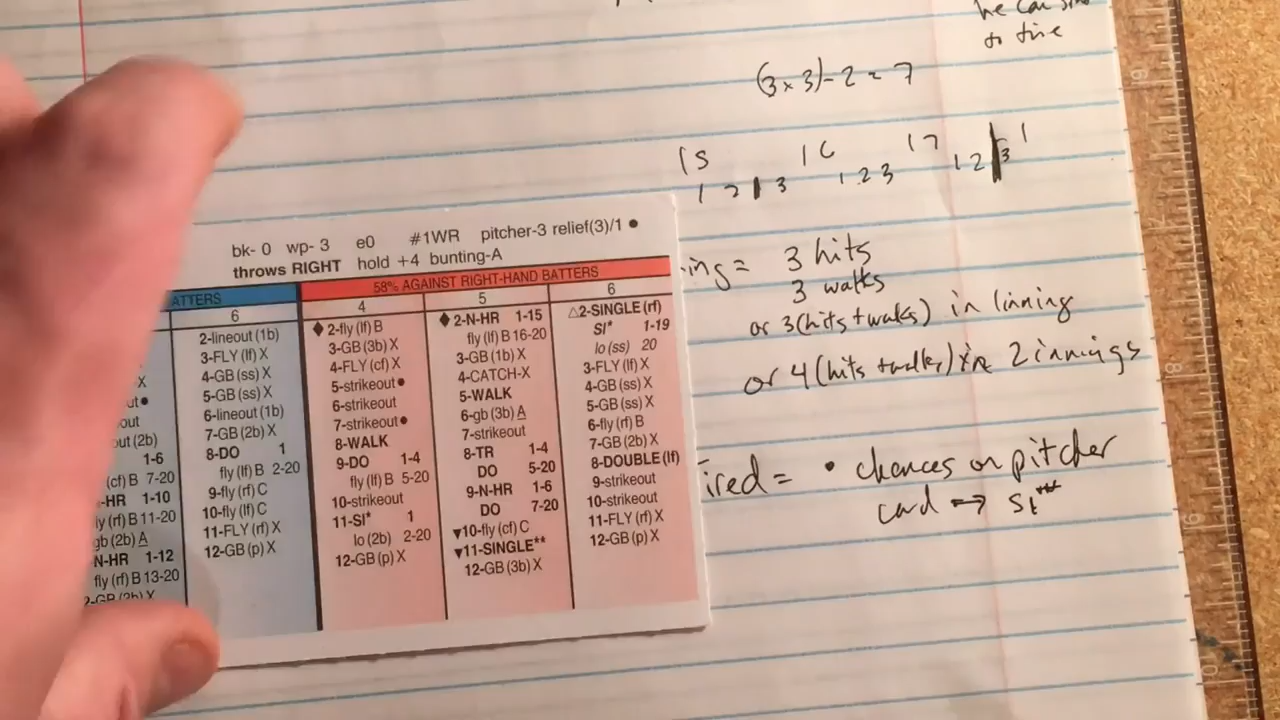 he can
to tire
(3 x 3) - 2 = 7
15 16 17 1
1 2 3 1 2 3 1 2 3
bk- 0 wp- 3 e0 #1WR pitcher-3 relief(3)/1 ●
throws RIGHT hold +4 bunting-A
ing = 3 hits
3 walks
or 3 (hits + walks) in 1 inning
or 4 (hits + walks) in 2 innings
ired = • chances on pitcher
card → SI**
ATTERS
6
2-lineout (1b)
3-FLY (lf) X
4-GB (ss) X
5-GB (ss) X
6-lineout (1b)
7-GB (2b) X
8-DO 1
fly (lf) B 2-20
9-fly (rf) C
10-fly (lf) C
11-FLY (rf) X
12-GB (p) X
X
ut ●
out
out (2b)
1-6
(cf) B 7-20
-HR 1-10
ly (rf) B 11-20
gb (2b) A
N-HR 1-12
fly (rf) B 13-20
2-GB (2b) X
58% AGAINST RIGHT-HAND BATTERS
4
◆ 2-fly (lf) B
3-GB (3b) X
4-FLY (cf) X
5-strikeout ●
6-strikeout
7-strikeout ●
8-WALK
9-DO 1-4
fly (lf) B 5-20
10-strikeout
11-SI* 1
lo (2b) 2-20
12-GB (p) X
5
◆ 2-N-HR 1-15
fly (lf) B 16-20
3-GB (1b) X
4-CATCH-X
5-WALK
6-gb (3b) A
7-strikeout
8-TR 1-4
DO 5-20
9-N-HR 1-6
DO 7-20
▼10-fly (cf) C
▼11-SINGLE**
12-GB (3b) X
6
△2-SINGLE (rf)
SI* 1-19
lo (ss) 20
3-FLY (lf) X
4-GB (ss) X
5-GB (ss) X
6-fly (rf) B
7-GB (2b) X
8-DOUBLE (lf)
9-strikeout
10-strikeout
11-FLY (rf) X
12-GB (p) X